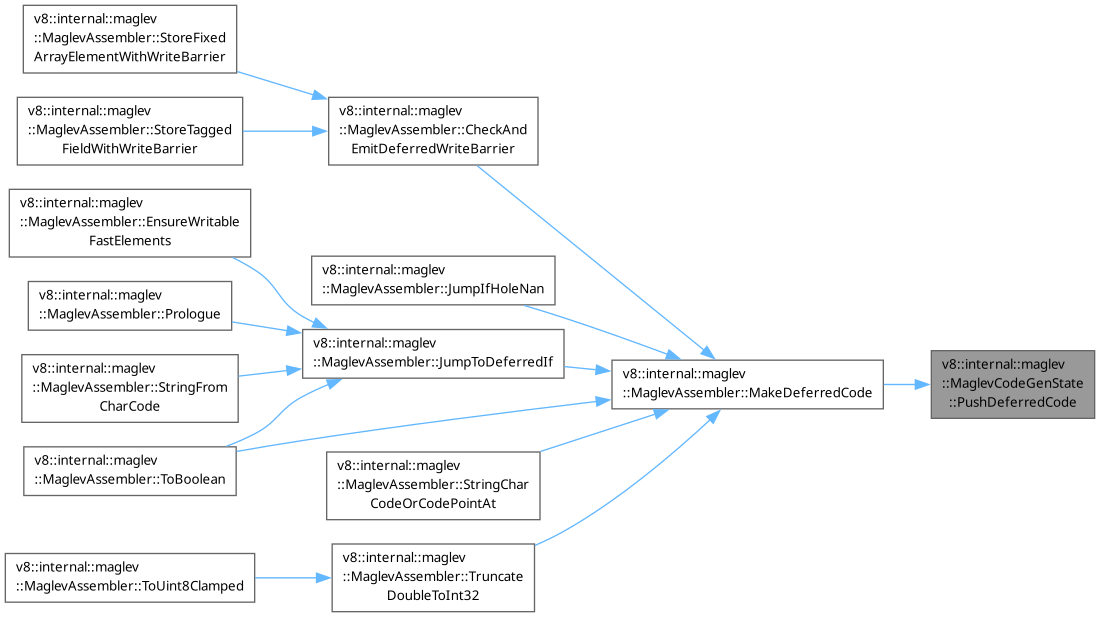 v8::internal::maglev
::MaglevAssembler::StoreFixed
ArrayElementWithWriteBarrier
v8::internal::maglev
::MaglevAssembler::StoreTagged
FieldWithWriteBarrier
v8::internal::maglev
::MaglevAssembler::CheckAnd
EmitDeferredWriteBarrier
v8::internal::maglev
::MaglevAssembler::EnsureWritable
FastElements
v8::internal::maglev
::MaglevAssembler::JumpIfHoleNan
v8::internal::maglev
::MaglevAssembler::Prologue
v8::internal::maglev
::MaglevAssembler::JumpToDeferredIf
v8::internal::maglev
::MaglevAssembler::StringFrom
CharCode
v8::internal::maglev
::MaglevAssembler::MakeDeferredCode
v8::internal::maglev
::MaglevCodeGenState
::PushDeferredCode
v8::internal::maglev
::MaglevAssembler::ToBoolean
v8::internal::maglev
::MaglevAssembler::StringChar
CodeOrCodePointAt
v8::internal::maglev
::MaglevAssembler::ToUint8Clamped
v8::internal::maglev
::MaglevAssembler::Truncate
DoubleToInt32